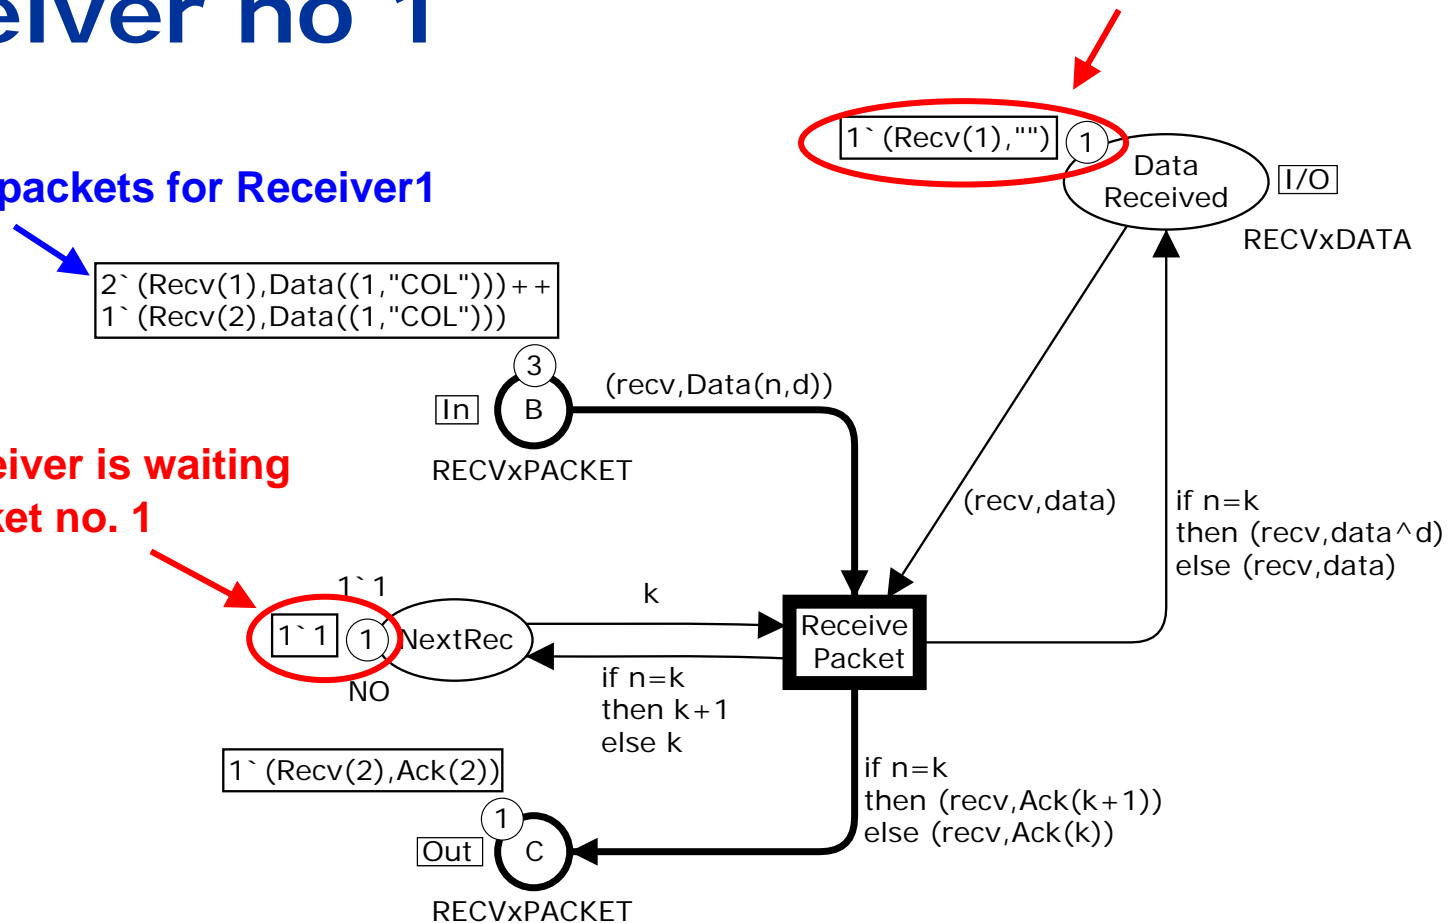 eiver no 1
1`(Recv(1),"")
1
Data
Received
I/O
RECVxDATA
packets for Receiver1
2`(Recv(1),Data((1,"COL")))++
1`(Recv(2),Data((1,"COL")))
3
B
In
RECVxPACKET
(recv,Data(n,d))
eiver is waiting
ket no. 1
(recv,data)
if n=k
then (recv,data^d)
else (recv,data)
1`1
1`1
1
NextRec
NO
k
Receive
Packet
if n=k
then k+1
else k
1`(Recv(2),Ack(2))
1
C
Out
RECVxPACKET
if n=k
then (recv,Ack(k+1))
else (recv,Ack(k))